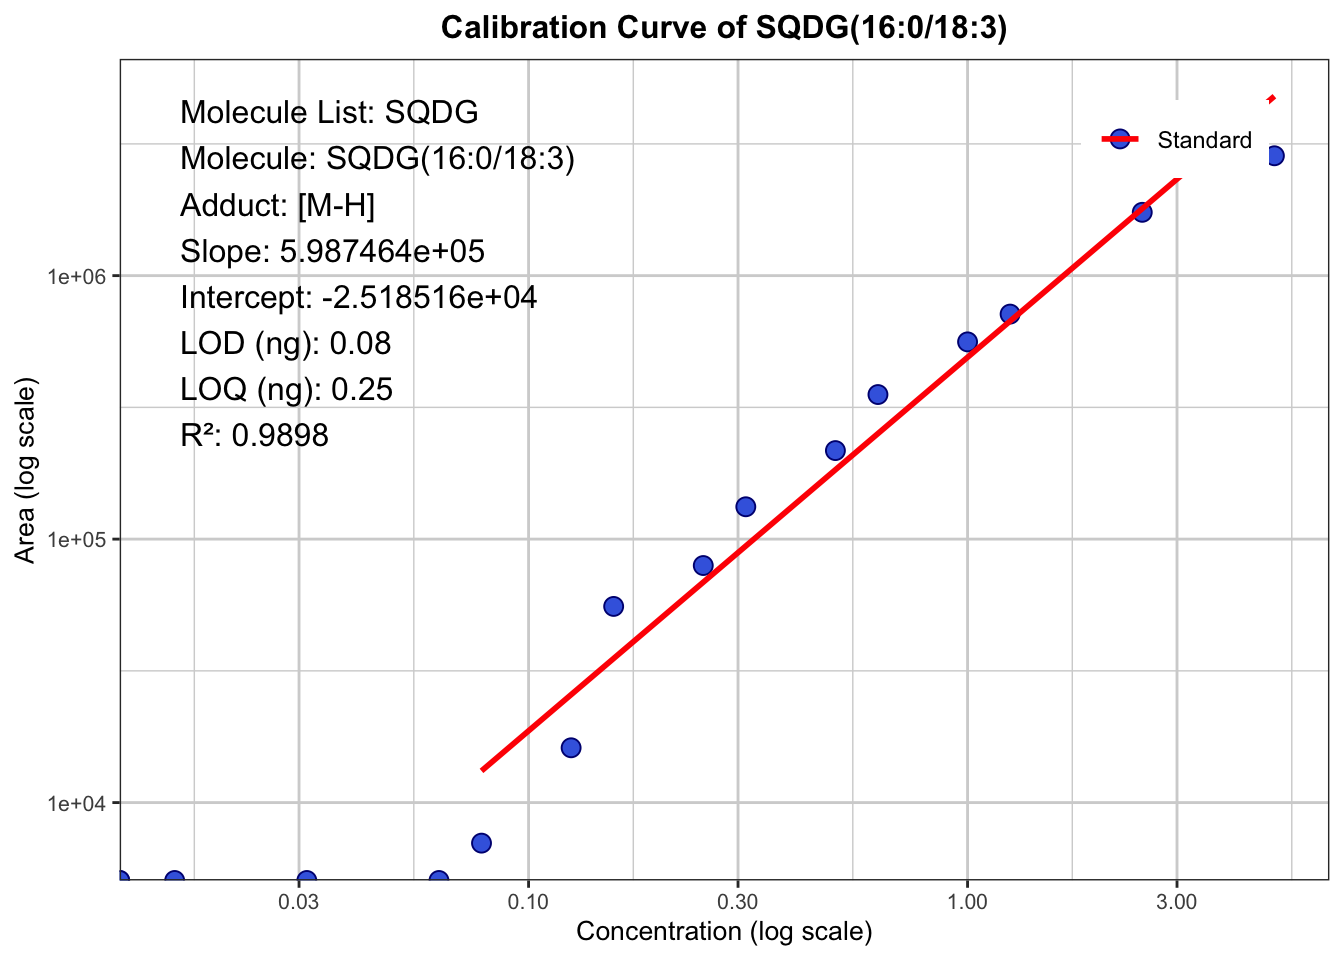 Calibration Curve of SQDG(16:0/18:3)
Molecule List: SQDG
Molecule: SQDG(16:0/18:3)
Adduct: [M-H]
Slope: 5.987464e+05
Intercept: -2.518516e+04
LOD (ng): 0.08
LOQ (ng): 0.25
R²: 0.9898
Standard
Area (log scale)
1e+06
1e+05
1e+04
0.03 0.10 0.30 1.00 3.00
Concentration (log scale)